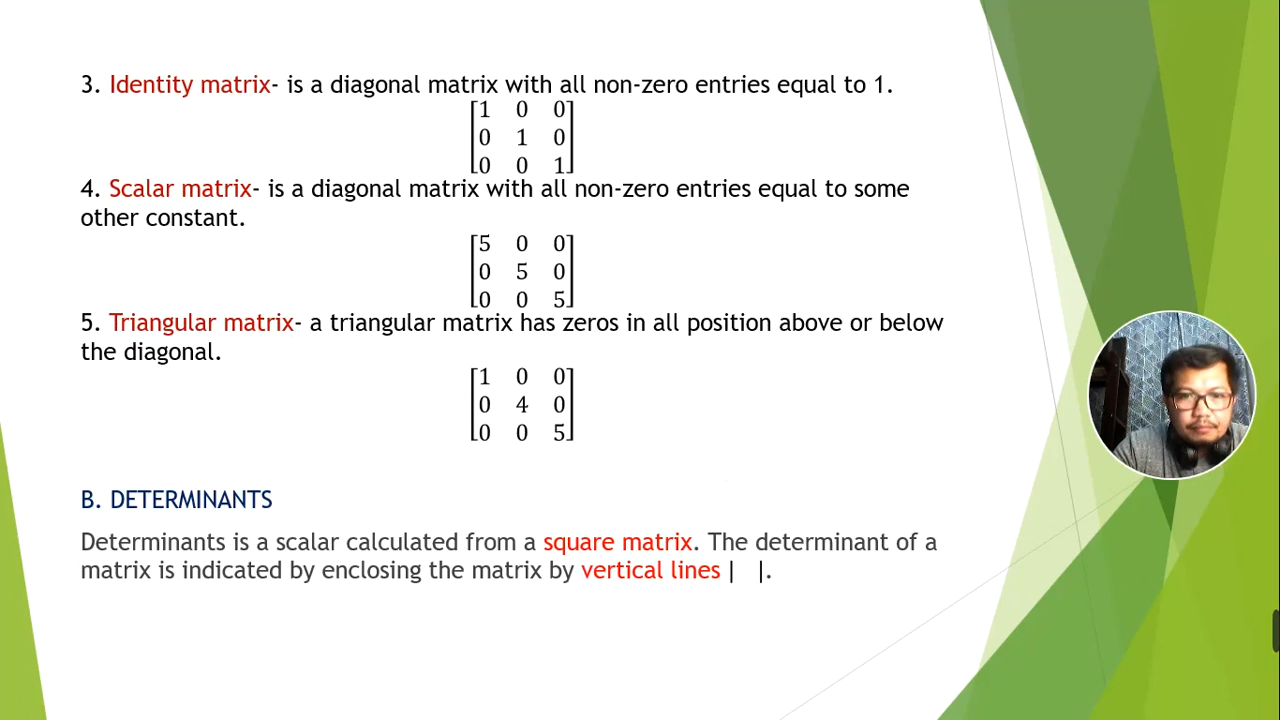 3. Identity matrix- is a diagonal matrix with all non-zero entries equal to 1.
[1 0 0]
[0 1 0]
[0 0 1]
4. Scalar matrix- is a diagonal matrix with all non-zero entries equal to some
other constant.
[5 0 0]
[0 5 0]
[0 0 5]
5. Triangular matrix- a triangular matrix has zeros in all position above or below
the diagonal.
[1 0 0]
[0 4 0]
[0 0 5]
B. DETERMINANTS
Determinants is a scalar calculated from a square matrix. The determinant of a
matrix is indicated by enclosing the matrix by vertical lines | |.